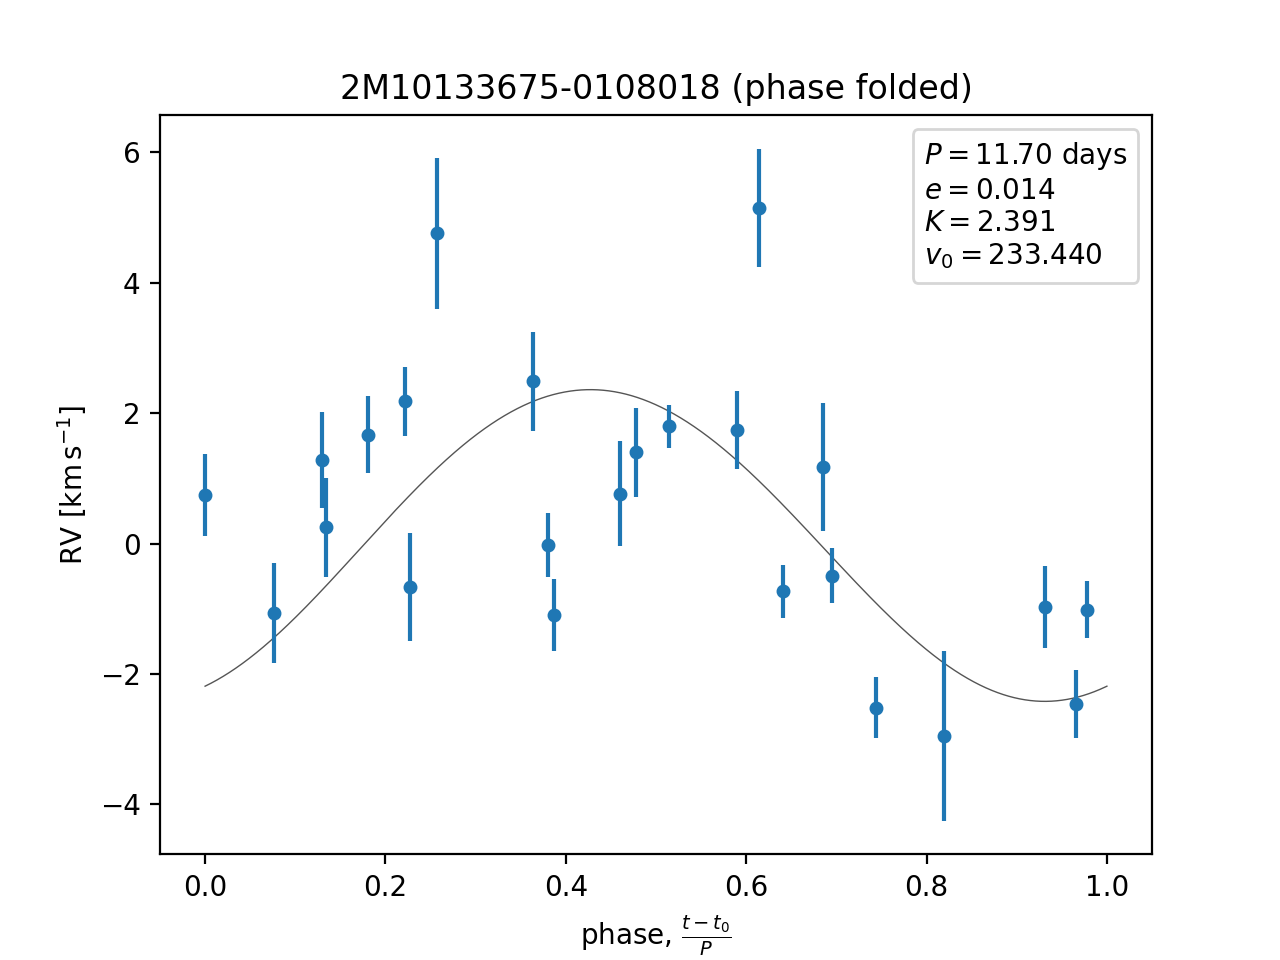 2M10133675-0108018 (phase folded)
P = 11.70 days
e = 0.014
K = 2.391
v₀ = 233.440
RV [km s⁻¹]
6
4
2
0
−2
−4
0.0 0.2 0.4 0.6 0.8 1.0
phase, (t − t₀)/P